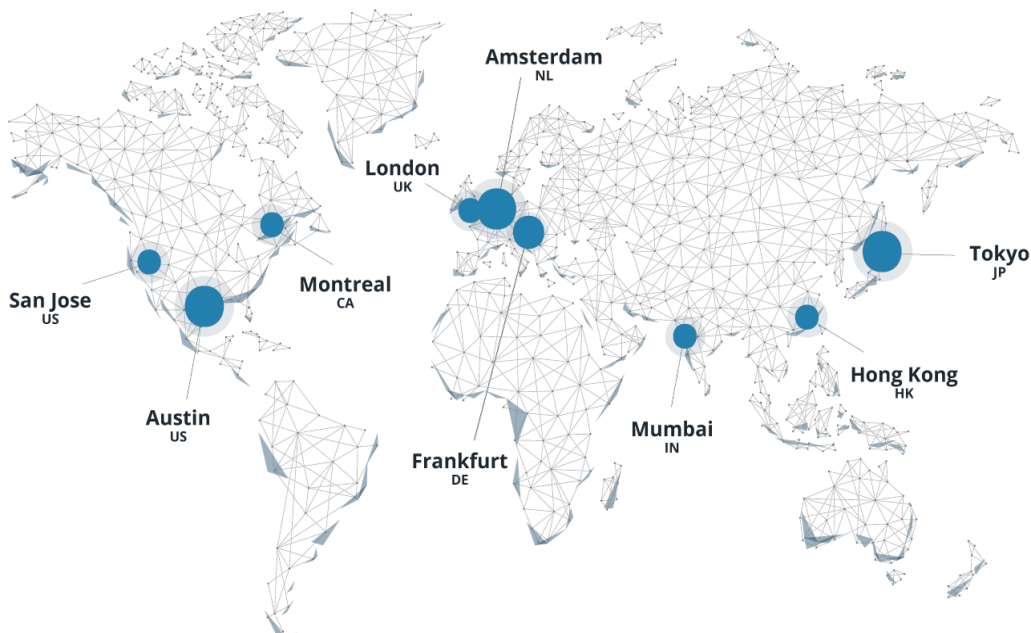 Amsterdam
NL
London
UK
Tokyo
JP
Montreal
CA
San Jose
US
Hong Kong
HK
Austin
US
Mumbai
IN
Frankfurt
DE